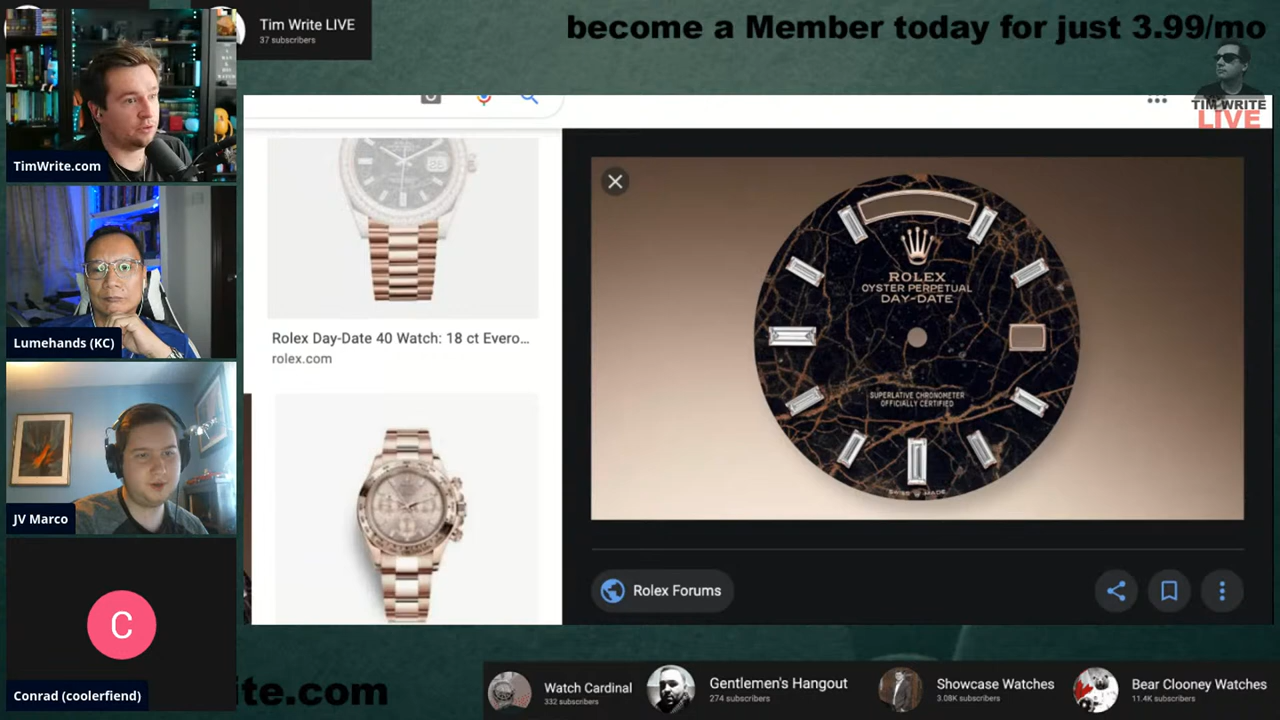 Tim Write LIVE
37 subscribers
become a Member today for just 3.99/mo
TIM WRITE
LIVE
TimWrite.com
Lumehands (KC)
JV Marco
C
Conrad (coolerfiend)
Rolex Day-Date 40 Watch: 18 ct Evero...
rolex.com
ROLEX
OYSTER PERPETUAL
DAY-DATE
SUPERLATIVE CHRONOMETER
OFFICIALLY CERTIFIED
SWISS MADE
Rolex Forums
ite.com
Watch Cardinal
332 subscribers
Gentlemen's Hangout
274 subscribers
Showcase Watches
3.08K subscribers
Bear Clooney Watches
11.4K subscribers